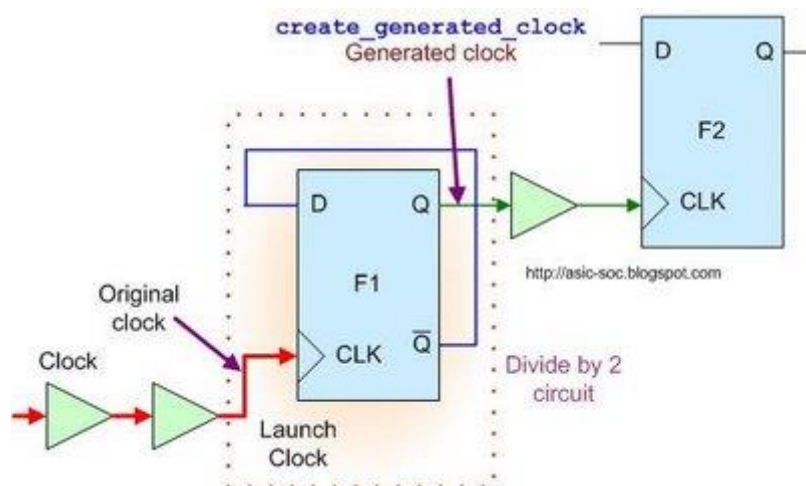 create_generated_clock
Generated clock
D
Q
F2
CLK
http://asic-soc.blogspot.com
D
Q
F1
CLK
Q̅
Original
clock
Clock
Launch
Clock
Divide by 2
circuit